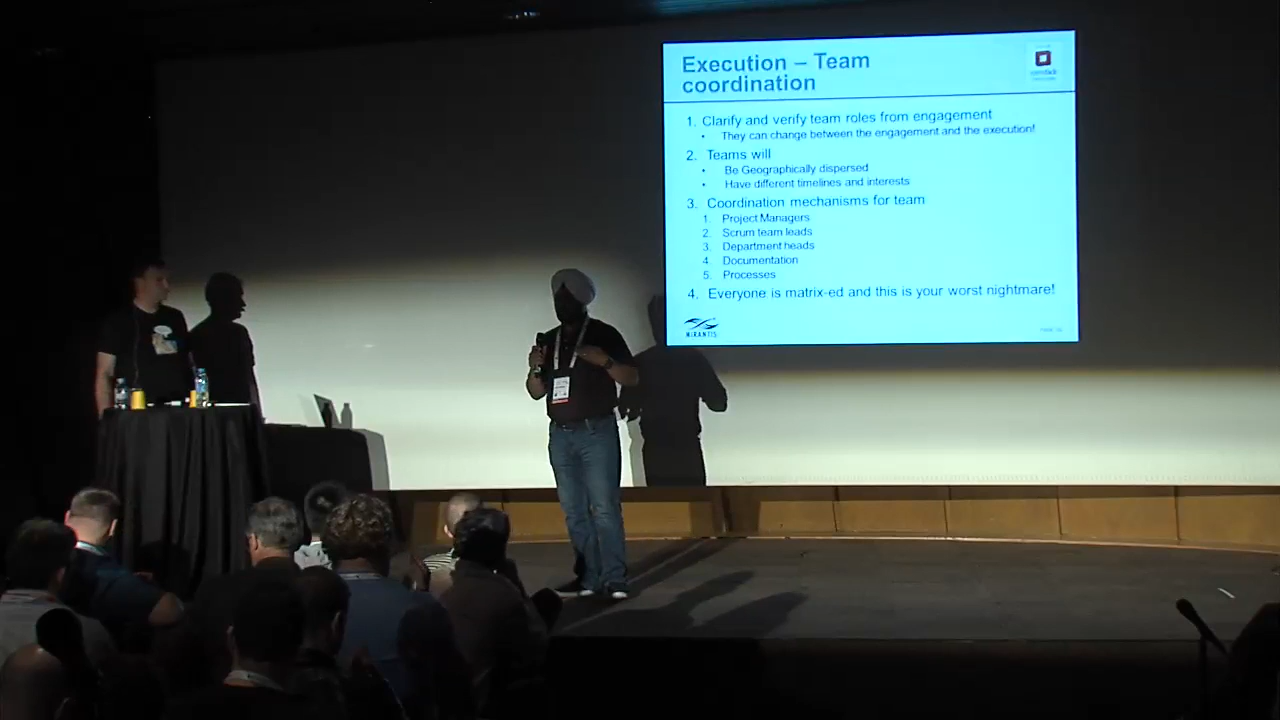 Execution – Team
coordination
openstack
1. Clarify and verify team roles from engagement
• They can change between the engagement and the execution!
2. Teams will
• Be Geographically dispersed
• Have different timelines and interests
3. Coordination mechanisms for team
1. Project Managers
2. Scrum team leads
3. Department heads
4. Documentation
5. Processes
4. Everyone is matrix-ed and this is your worst nightmare!
MIRANTIS